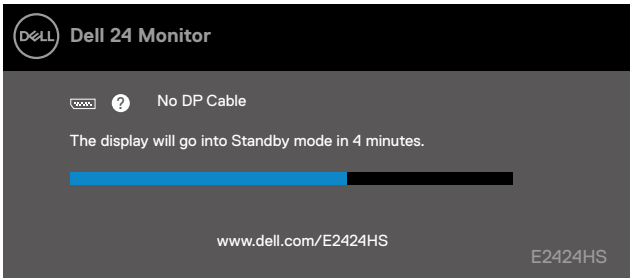 DELL Dell 24 Monitor
? No DP Cable
The display will go into Standby mode in 4 minutes.
www.dell.com/E2424HS
E2424HS